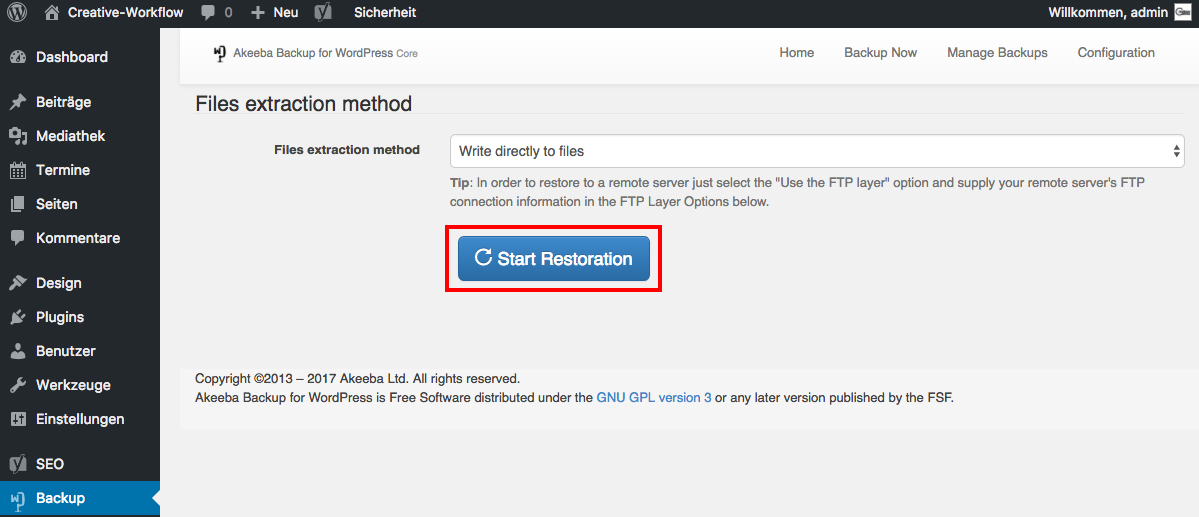 Creative-Workflow 0 Neu Sicherheit Willkommen, admin
Akeeba Backup for WordPress Core Home Backup Now Manage Backups Configuration
Dashboard
Beiträge
Mediathek
Termine
Seiten
Kommentare
Design
Plugins
Benutzer
Werkzeuge
Einstellungen
SEO
Backup
Files extraction method
Files extraction method Write directly to files
Tip: In order to restore to a remote server just select the "Use the FTP layer" option and supply your remote server's FTP
connection information in the FTP Layer Options below.
Start Restoration
Copyright ©2013 – 2017 Akeeba Ltd. All rights reserved.
Akeeba Backup for WordPress is Free Software distributed under the GNU GPL version 3 or any later version published by the FSF.